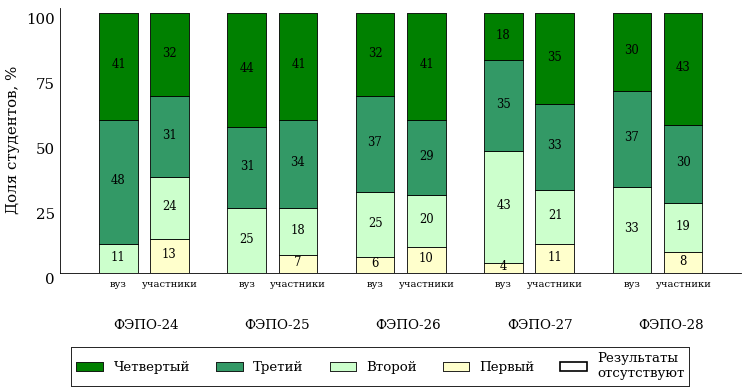 Доля студентов, %
100
75
50
25
0
41 32 44 41 32 41 18 35 30 43
48 31 31 34 37 29 35 33 37 30
11 24 25 18 25 20 43 21 33 19
13 7 6 10 4 11 8
вуз участники вуз участники вуз участники вуз участники вуз участники
ФЭПО-24 ФЭПО-25 ФЭПО-26 ФЭПО-27 ФЭПО-28
Четвертый Третий Второй Первый Результаты
отсутствуют